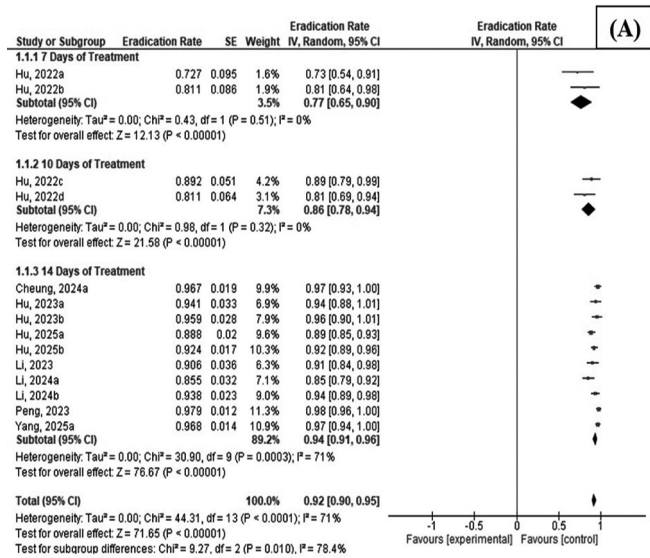 (A)
Eradication Rate Eradication Rate
Study or Subgroup Eradication Rate SE Weight IV, Random, 95% CI IV, Random, 95% CI
1.1.1 7 Days of Treatment
Hu, 2022a 0.727 0.095 1.6% 0.73 [0.54, 0.91]
Hu, 2022b 0.811 0.086 1.9% 0.81 [0.64, 0.98]
Subtotal (95% CI) 3.5% 0.77 [0.65, 0.90]
Heterogeneity: Tau² = 0.00; Chi² = 0.43, df = 1 (P = 0.51); I² = 0%
Test for overall effect: Z = 12.13 (P < 0.00001)
1.1.2 10 Days of Treatment
Hu, 2022c 0.892 0.051 4.2% 0.89 [0.79, 0.99]
Hu, 2022d 0.811 0.064 3.1% 0.81 [0.69, 0.94]
Subtotal (95% CI) 7.3% 0.86 [0.78, 0.94]
Heterogeneity: Tau² = 0.00; Chi² = 0.98, df = 1 (P = 0.32); I² = 0%
Test for overall effect: Z = 21.58 (P < 0.00001)
1.1.3 14 Days of Treatment
Cheung, 2024a 0.967 0.019 9.9% 0.97 [0.93, 1.00]
Hu, 2023a 0.941 0.033 6.9% 0.94 [0.88, 1.01]
Hu, 2023b 0.959 0.028 7.9% 0.96 [0.90, 1.01]
Hu, 2025a 0.888 0.02 9.6% 0.89 [0.85, 0.93]
Hu, 2025b 0.924 0.017 10.3% 0.92 [0.89, 0.96]
Li, 2023 0.906 0.036 6.3% 0.91 [0.84, 0.98]
Li, 2024a 0.855 0.032 7.1% 0.85 [0.79, 0.92]
Li, 2024b 0.938 0.023 9.0% 0.94 [0.89, 0.98]
Peng, 2023 0.979 0.012 11.3% 0.98 [0.96, 1.00]
Yang, 2025a 0.968 0.014 10.9% 0.97 [0.94, 1.00]
Subtotal (95% CI) 89.2% 0.94 [0.91, 0.96]
Heterogeneity: Tau² = 0.00; Chi² = 30.90, df = 9 (P = 0.0003); I² = 71%
Test for overall effect: Z = 76.67 (P < 0.00001)
Total (95% CI) 100.0% 0.92 [0.90, 0.95]
Heterogeneity: Tau² = 0.00; Chi² = 44.31, df = 13 (P < 0.0001); I² = 71%
Test for overall effect: Z = 71.65 (P < 0.00001)
Test for subgroup differences: Chi² = 9.27, df = 2 (P = 0.010), I² = 78.4%
-1 -0.5 0 0.5 1
Favours [experimental] Favours [control]